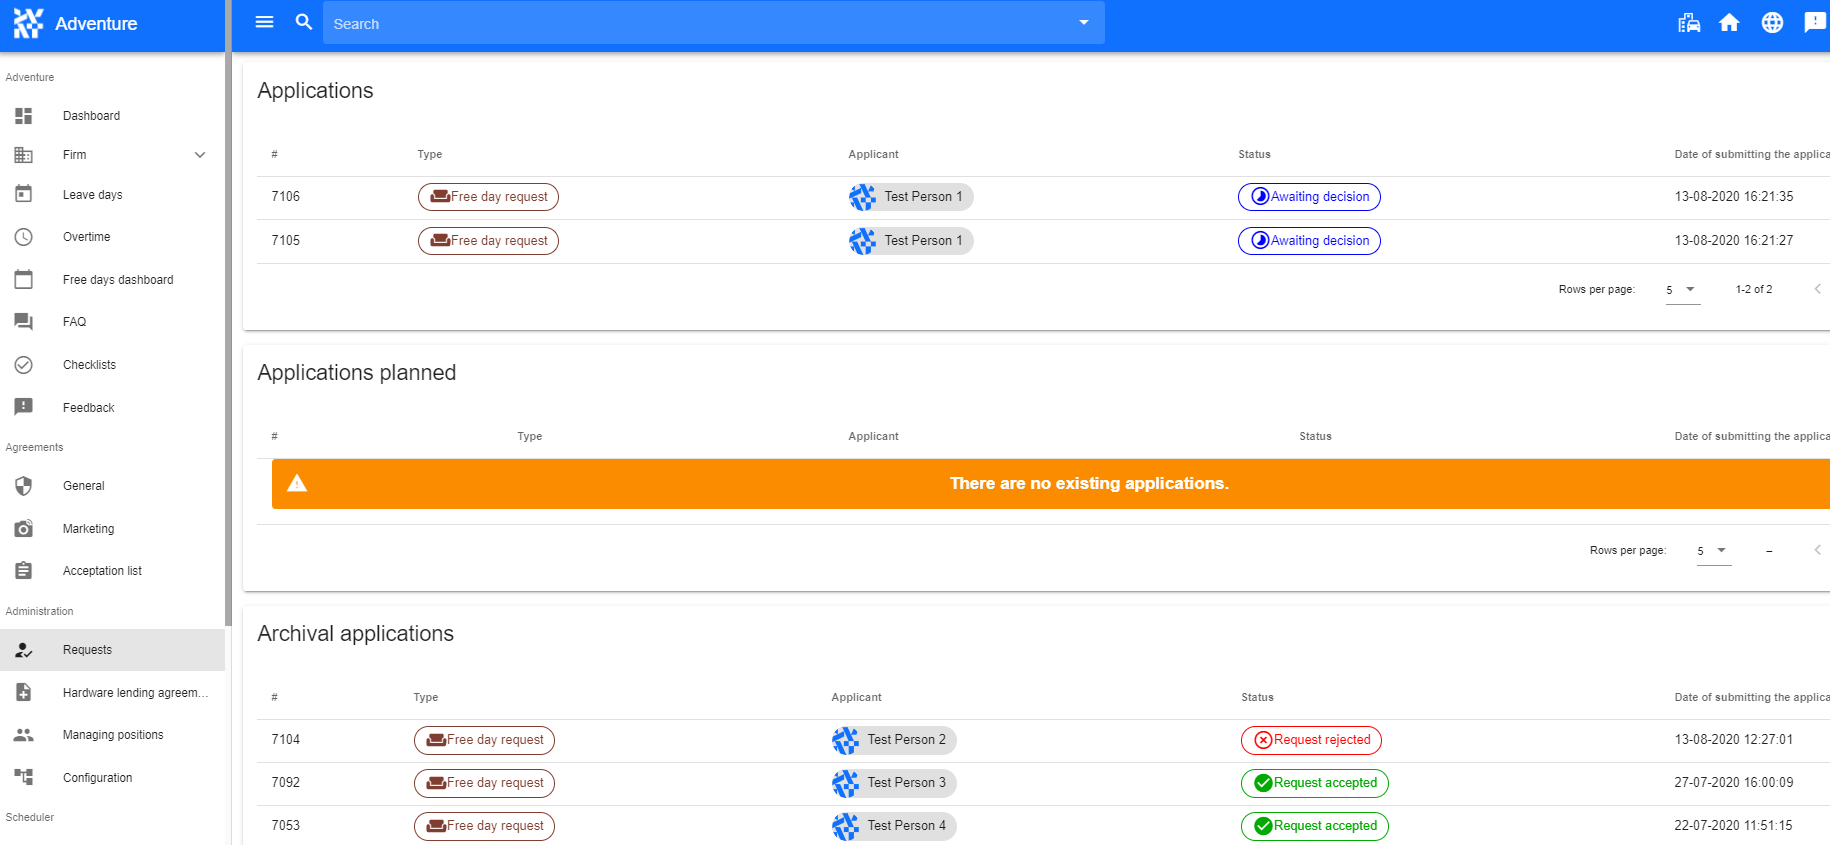 Adventure
Search
Adventure
Dashboard
Firm
Leave days
Overtime
Free days dashboard
FAQ
Checklists
Feedback
Agreements
General
Marketing
Acceptation list
Administration
Requests
Hardware lending agreem...
Managing positions
Configuration
Scheduler
Applications
# Type Applicant Status Date of submitting the applica
7106 Free day request Test Person 1 Awaiting decision 13-08-2020 16:21:35
7105 Free day request Test Person 1 Awaiting decision 13-08-2020 16:21:27
Rows per page: 5 1-2 of 2
Applications planned
# Type Applicant Status Date of submitting the applica
There are no existing applications.
Rows per page: 5 –
Archival applications
# Type Applicant Status Date of submitting the applica
7104 Free day request Test Person 2 Request rejected 13-08-2020 12:27:01
7092 Free day request Test Person 3 Request accepted 27-07-2020 16:00:09
7053 Free day request Test Person 4 Request accepted 22-07-2020 11:51:15